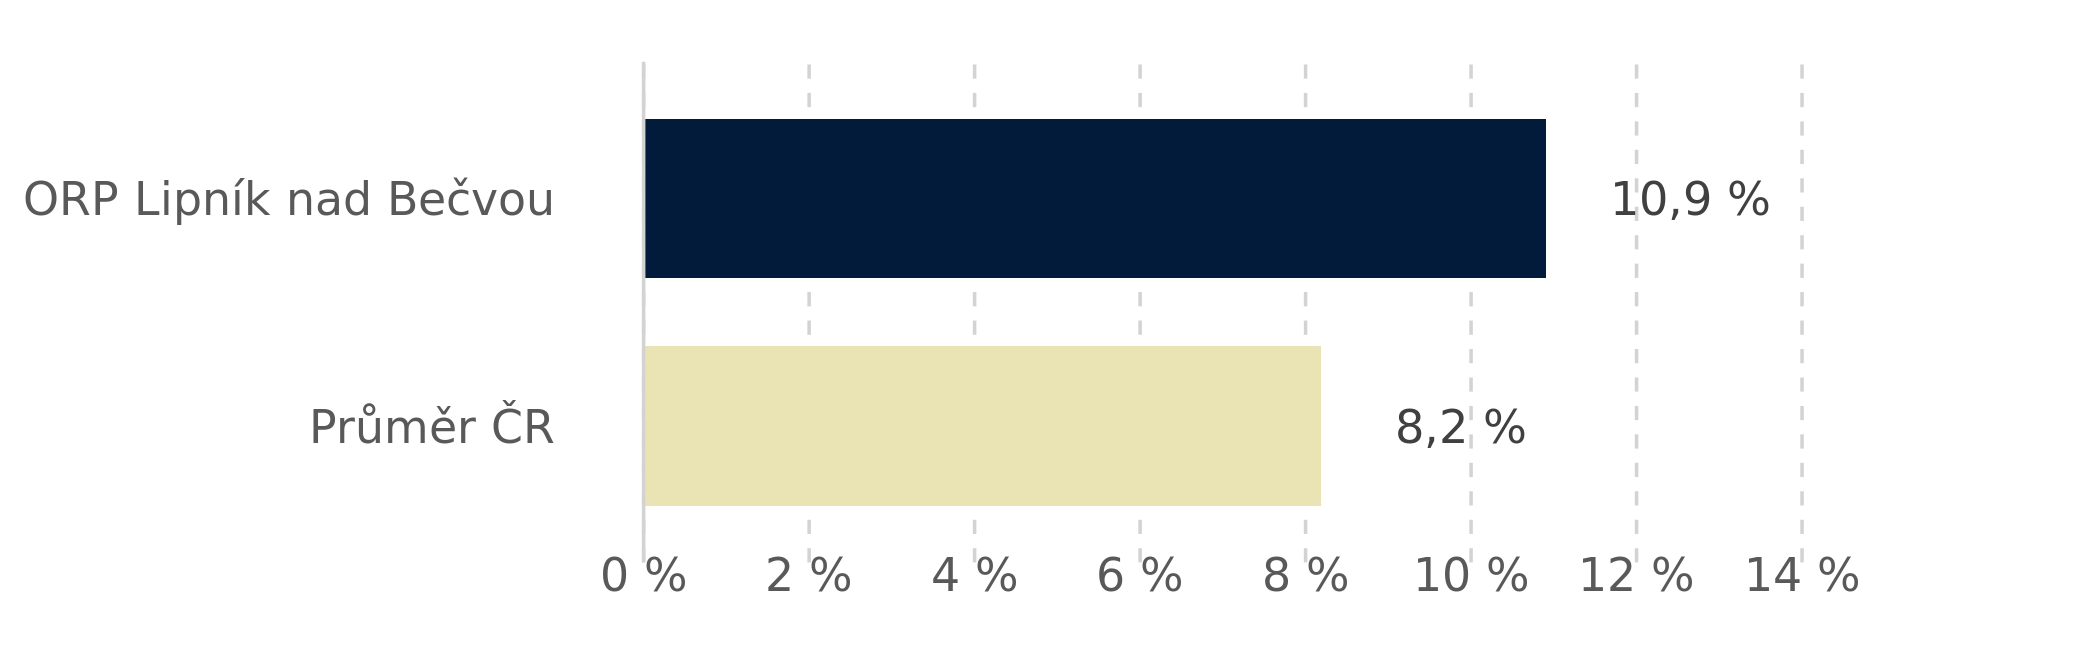 ORP Lipník nad Bečvou
10,9 %
Průměr ČR
8,2 %
0 % 2 % 4 % 6 % 8 % 10 % 12 % 14 %